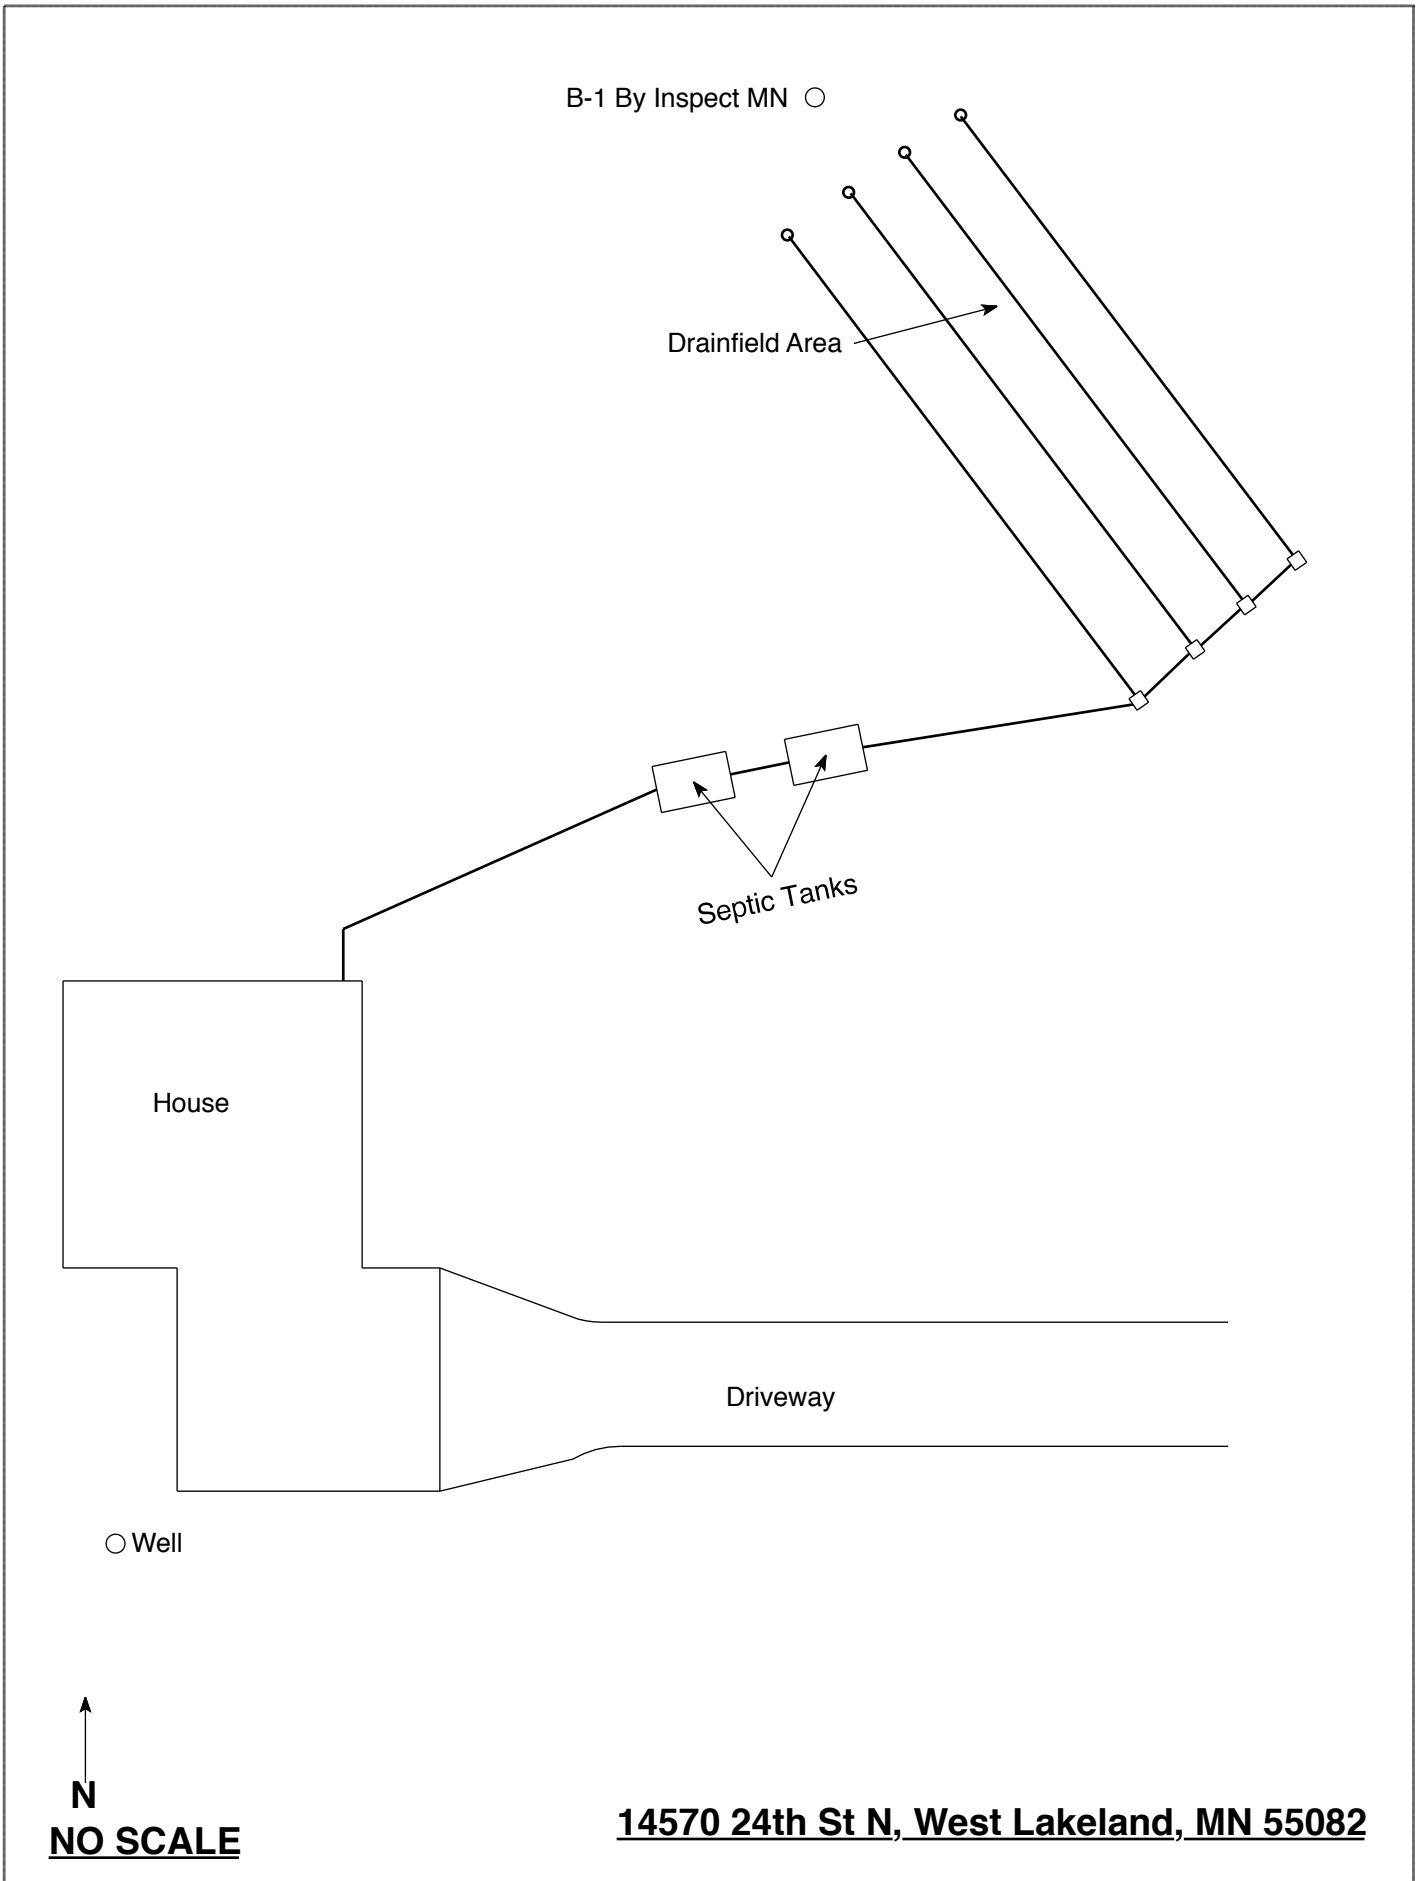 B-1 By Inspect MN
Drainfield Area
Septic Tanks
House
Driveway
Well
N
NO SCALE
14570 24th St N, West Lakeland, MN 55082